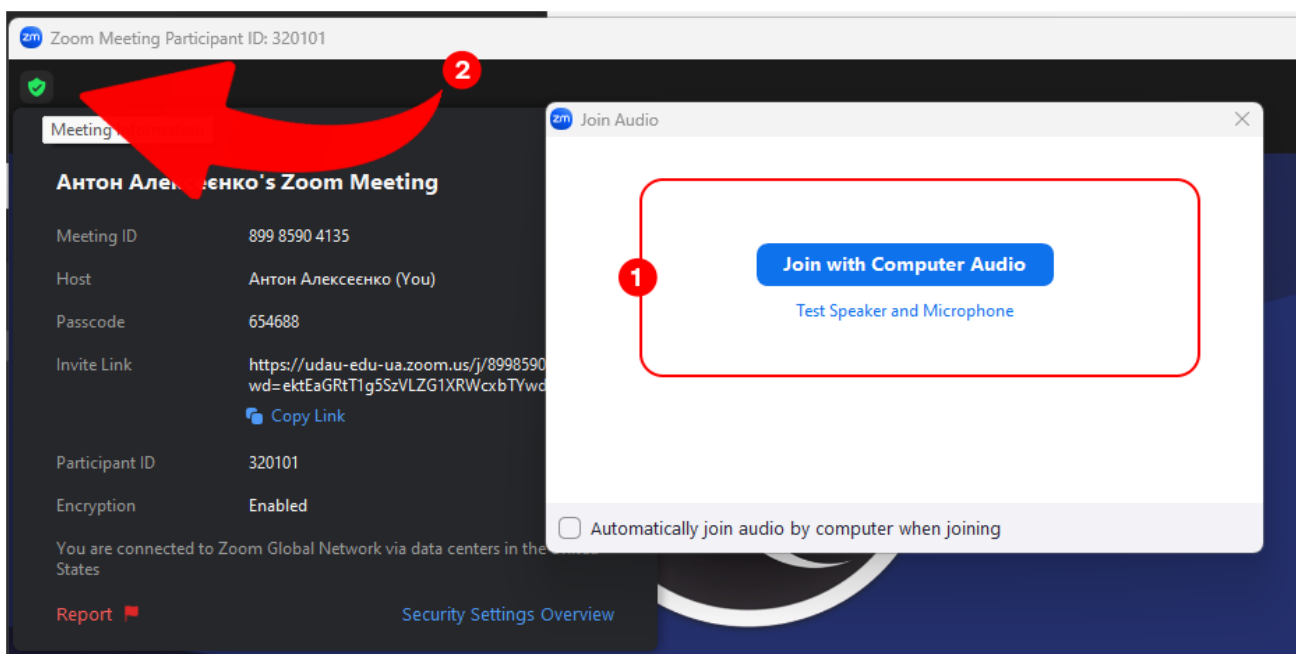 zm Zoom Meeting Participant ID: 320101
2
Meeting
Антон нко's Zoom Meeting
Meeting ID 899 8590 4135
Host Антон Алексеєнко (You)
Passcode 654688
Invite Link https://udau-edu-ua.zoom.us/j/8998590
wd=ektEaGRtT1g5SzVLZG1XRWcxbTYwd
Copy Link
Participant ID 320101
Encryption Enabled
You are connected to Zoom Global Network via data centers in the
States
Report Security Settings Overview
zm Join Audio
1
Join with Computer Audio
Test Speaker and Microphone
Automatically join audio by computer when joining